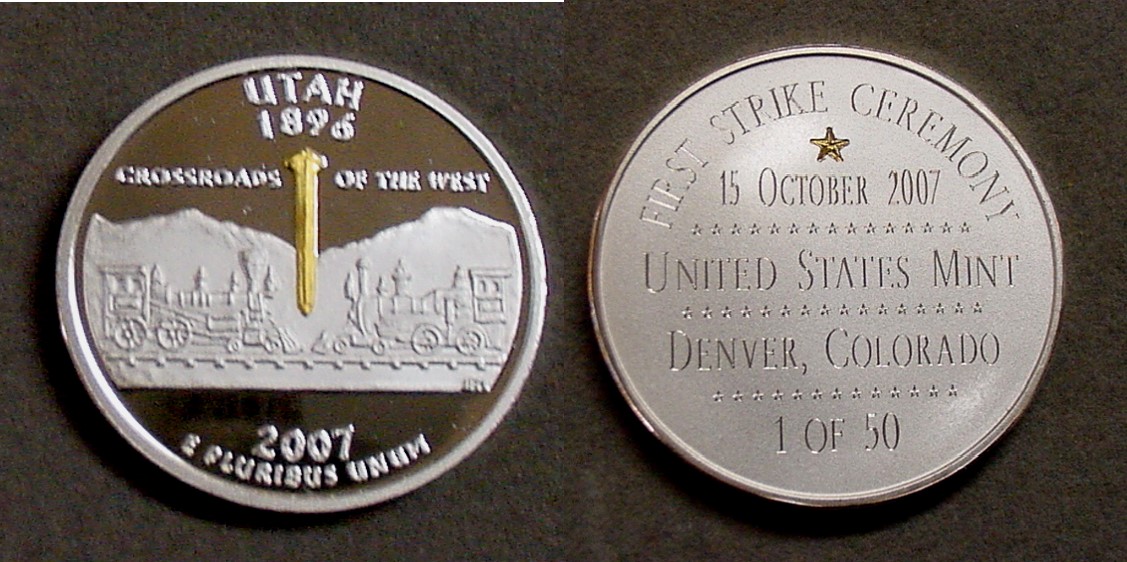 UTAH
1896
CROSSROADS OF THE WEST
2007
E PLURIBUS UNUM
FIRST STRIKE CEREMONY
15 OCTOBER 2007
UNITED STATES MINT
DENVER, COLORADO
1 OF 50